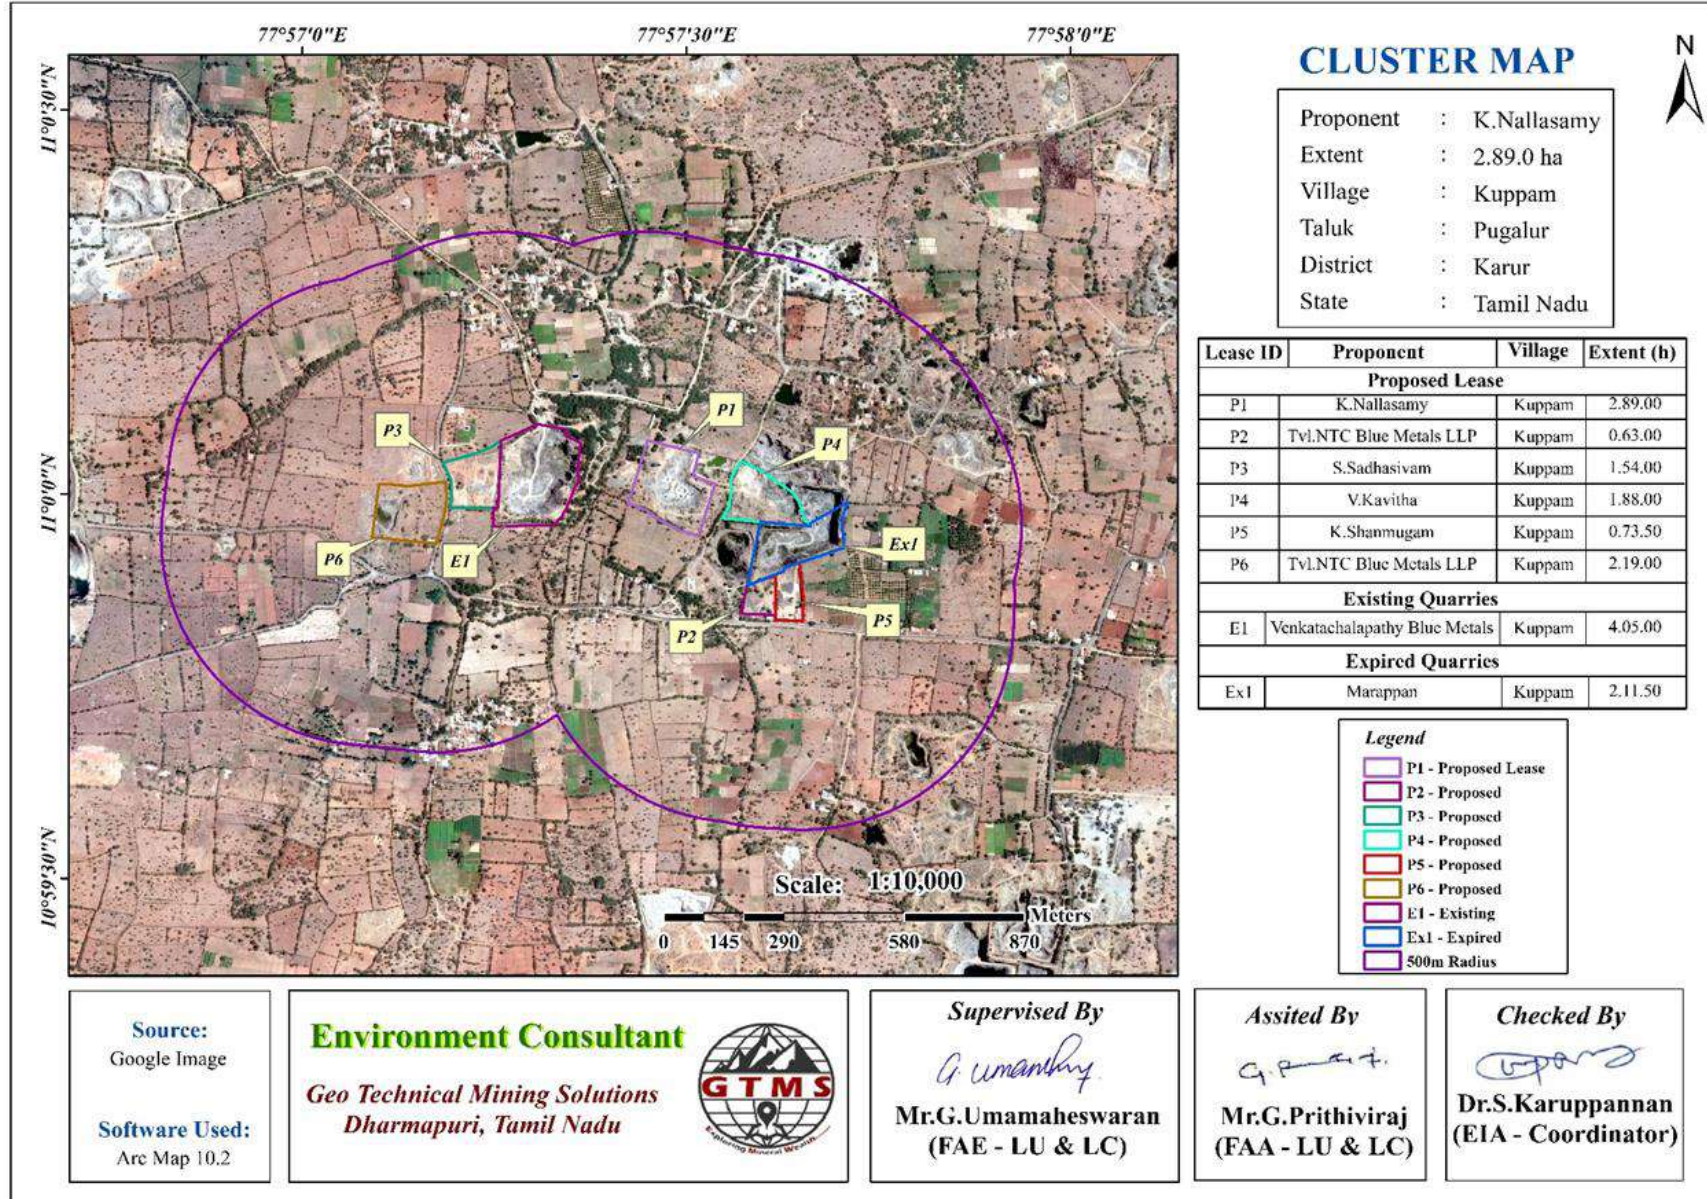 77°57'0"E
77°57'30"E
77°58'0"E
11°0'30"N
11°0'0"N
10°59'30"N
P1
P3
P4
P6
E1
Ex1
P2
P5
Scale: 1:10,000
Meters
0 145 290 580 870
N
CLUSTER MAP
Proponent : K.Nallasamy
Extent : 2.89.0 ha
Village : Kuppam
Taluk : Pugalur
District : Karur
State : Tamil Nadu
Lease ID Proponent Village Extent (h)
Proposed Lease
P1 K.Nallasamy Kuppam 2.89.00
P2 Tvl.NTC Blue Metals LLP Kuppam 0.63.00
P3 S.Sadhasivam Kuppam 1.54.00
P4 V.Kavitha Kuppam 1.88.00
P5 K.Shanmugam Kuppam 0.73.50
P6 Tvl.NTC Blue Metals LLP Kuppam 2.19.00
Existing Quarries
E1 Venkatachalapathy Blue Metals Kuppam 4.05.00
Expired Quarries
Ex1 Marappan Kuppam 2.11.50
Legend
P1 - Proposed Lease
P2 - Proposed
P3 - Proposed
P4 - Proposed
P5 - Proposed
P6 - Proposed
E1 - Existing
Ex1 - Expired
500m Radius
Source:
Google Image
Software Used:
Arc Map 10.2
Environment Consultant
Geo Technical Mining Solutions
Dharmapuri, Tamil Nadu
GTMS
Exploring Mineral Wealth
Supervised By
Mr.G.Umamaheswaran
(FAE - LU & LC)
Assited By
Mr.G.Prithiviraj
(FAA - LU & LC)
Checked By
Dr.S.Karuppannan
(EIA - Coordinator)